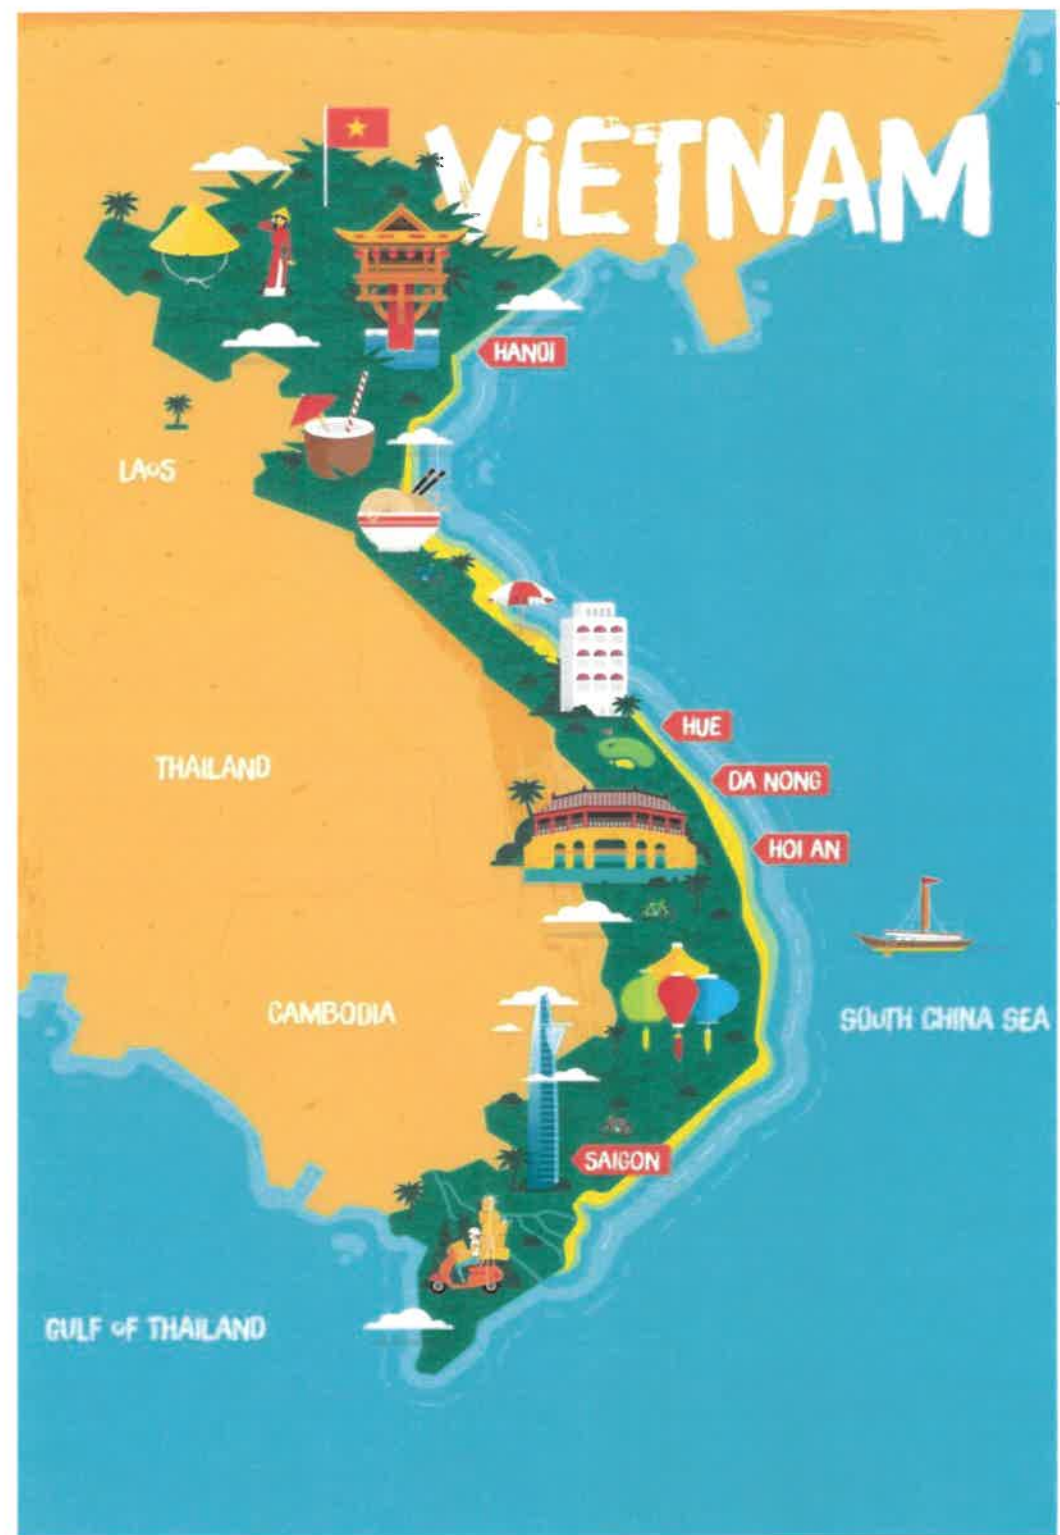 ViETNAM
HANOI
LAOS
HUE
THAILAND
DA NONG
HOI AN
CAMBODIA
SOUTH CHINA SEA
SAIGON
GULF OF THAILAND